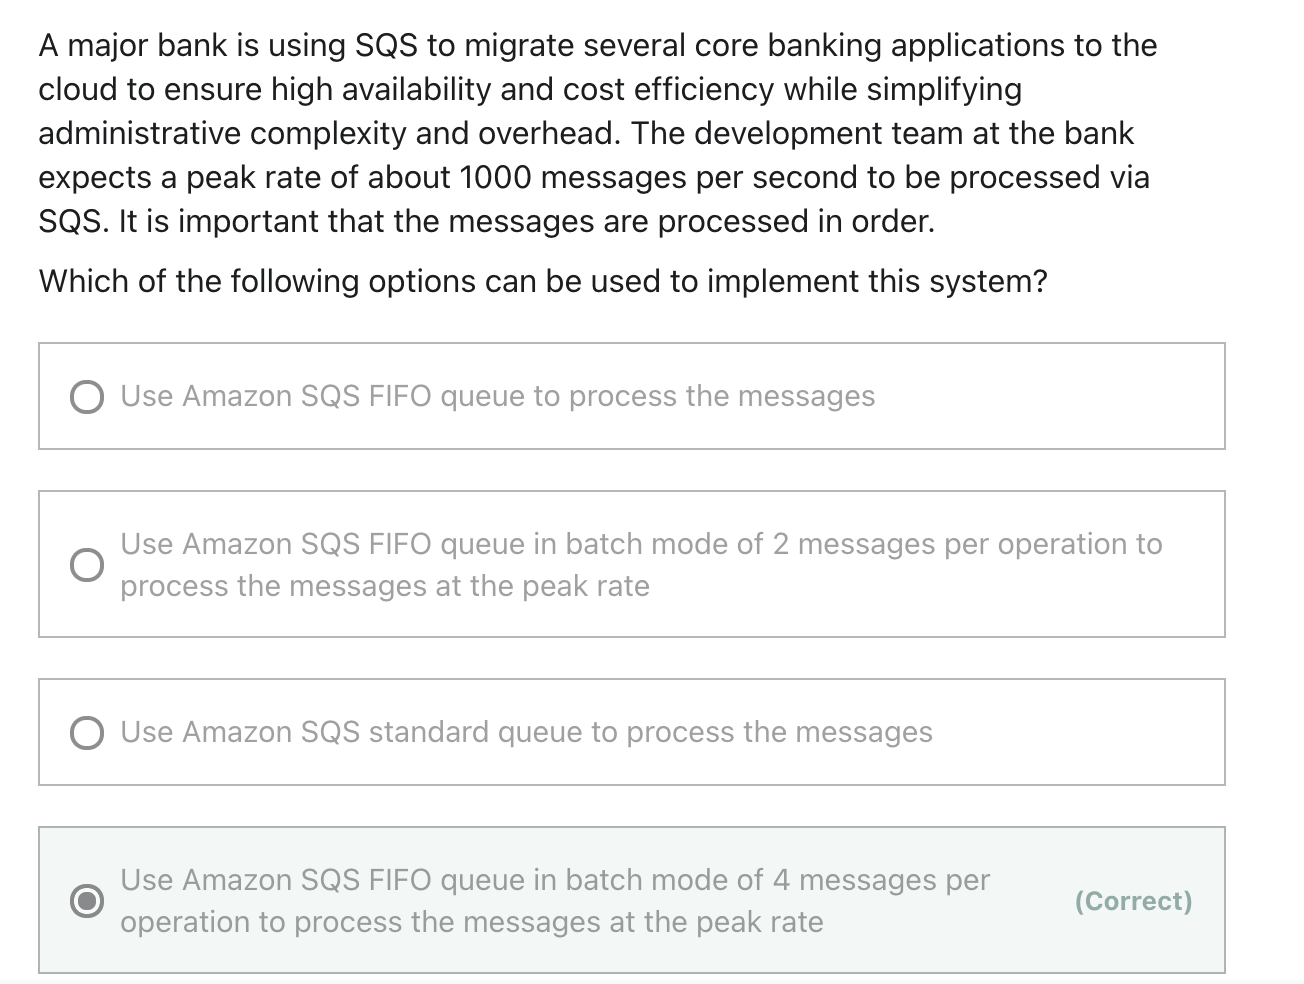 A major bank is using SQS to migrate several core banking applications to the
cloud to ensure high availability and cost efficiency while simplifying
administrative complexity and overhead. The development team at the bank
expects a peak rate of about 1000 messages per second to be processed via
SQS. It is important that the messages are processed in order.
Which of the following options can be used to implement this system?
Use Amazon SQS FIFO queue to process the messages
Use Amazon SQS FIFO queue in batch mode of 2 messages per operation to
process the messages at the peak rate
Use Amazon SQS standard queue to process the messages
Use Amazon SQS FIFO queue in batch mode of 4 messages per
operation to process the messages at the peak rate
(Correct)